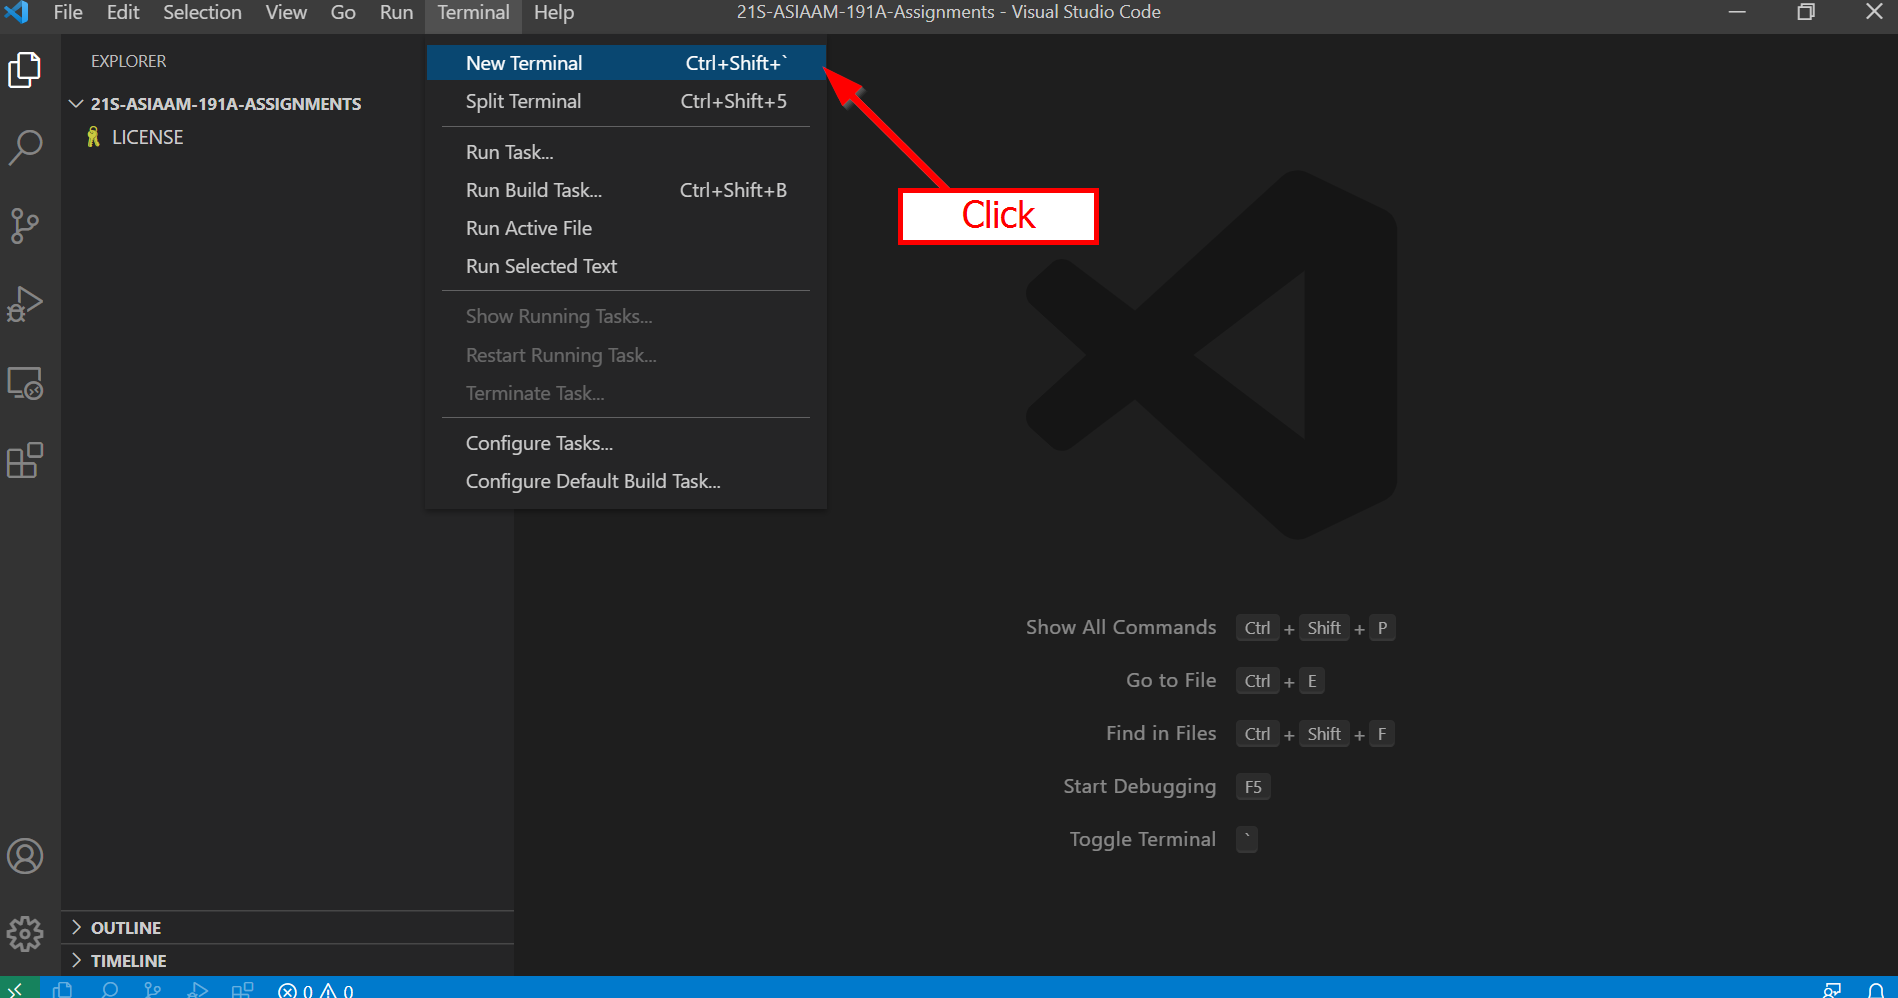 File Edit Selection View Go Run Terminal Help 21S-ASIAAM-191A-Assignments - Visual Studio Code
EXPLORER
21S-ASIAAM-191A-ASSIGNMENTS
LICENSE
New Terminal Ctrl+Shift+`
Split Terminal Ctrl+Shift+5
Run Task...
Run Build Task... Ctrl+Shift+B
Run Active File
Run Selected Text
Show Running Tasks...
Restart Running Task...
Terminate Task...
Configure Tasks...
Configure Default Build Task...
Click
Show All Commands Ctrl + Shift + P
Go to File Ctrl + E
Find in Files Ctrl + Shift + F
Start Debugging F5
Toggle Terminal `
OUTLINE
TIMELINE
0 0